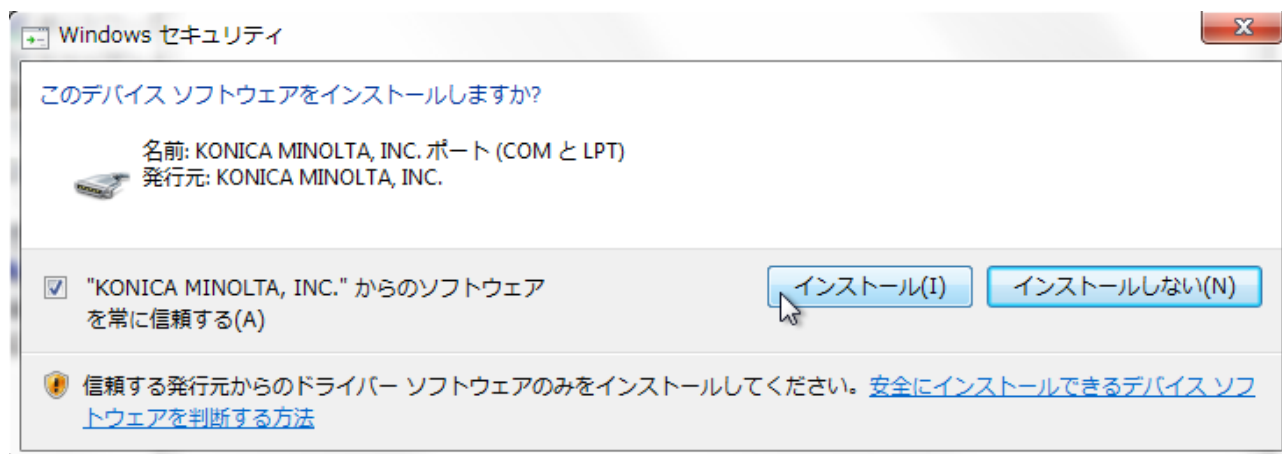 Windows セキュリティ
このデバイス ソフトウェアをインストールしますか?
名前: KONICA MINOLTA, INC. ポート (COM と LPT)
発行元: KONICA MINOLTA, INC.
"KONICA MINOLTA, INC." からのソフトウェア
を常に信頼する(A)
インストール(I)
インストールしない(N)
信頼する発行元からのドライバー ソフトウェアのみをインストールしてください。安全にインストールできるデバイス ソフ
トウェアを判断する方法